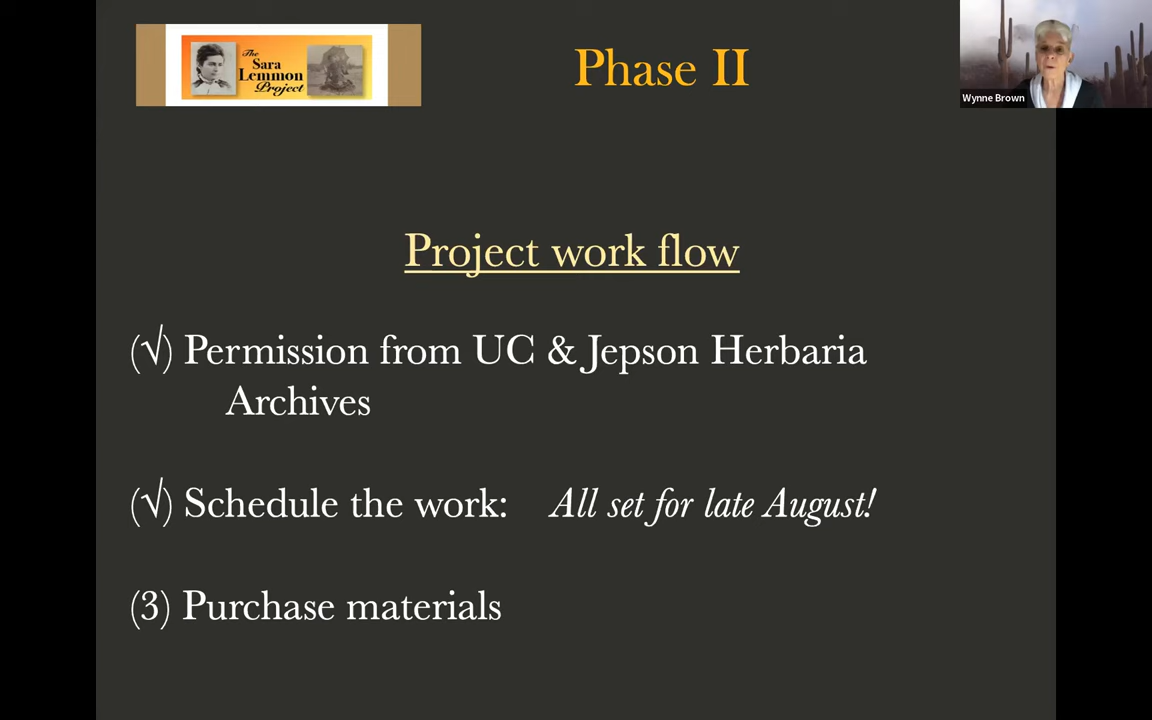 The
Sara
Lemmon
Project
Phase II
Wynne Brown
Project work flow
(√) Permission from UC & Jepson Herbaria
Archives
(√) Schedule the work: All set for late August!
(3) Purchase materials